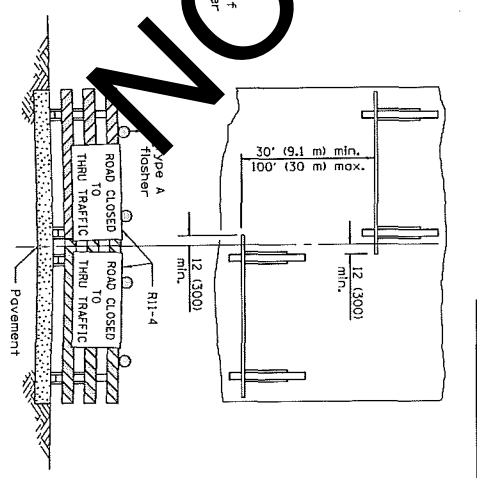 NO
f
er
30' (9.1 m) min.
100' (30 m) max.
12 (300)
min.
12 (300)
min.
Type A
flasher
R11-4
ROAD CLOSED
TO
THRU TRAFFIC
ROAD CLOSED
TO
THRU TRAFFIC
Pavement